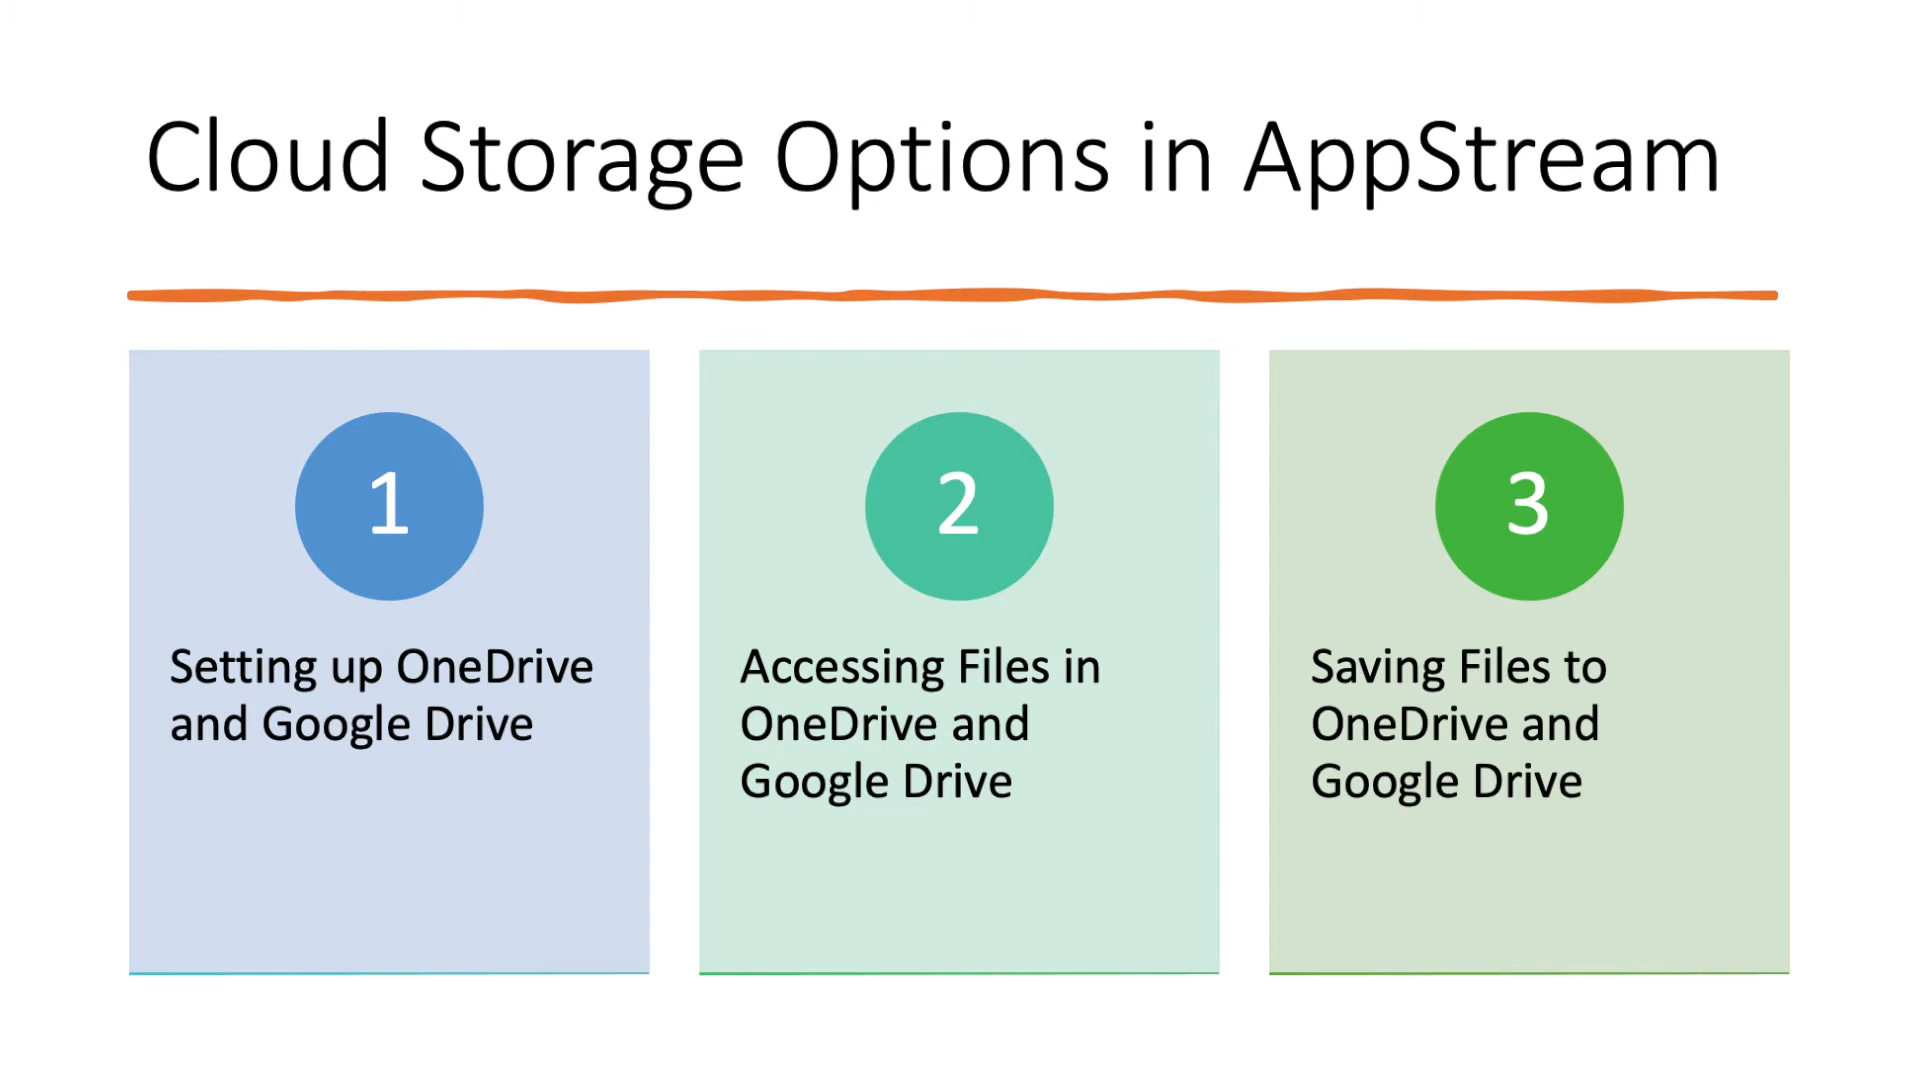 Cloud Storage Options in AppStream
1
Setting up OneDrive
and Google Drive
2
Accessing Files in
OneDrive and
Google Drive
3
Saving Files to
OneDrive and
Google Drive